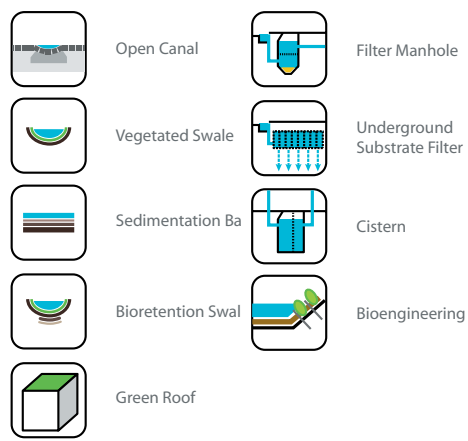 Open Canal
Vegetated Swale
Sedimentation Ba
Bioretention Swal
Green Roof
Filter Manhole
Underground
Substrate Filter
Cistern
Bioengineering